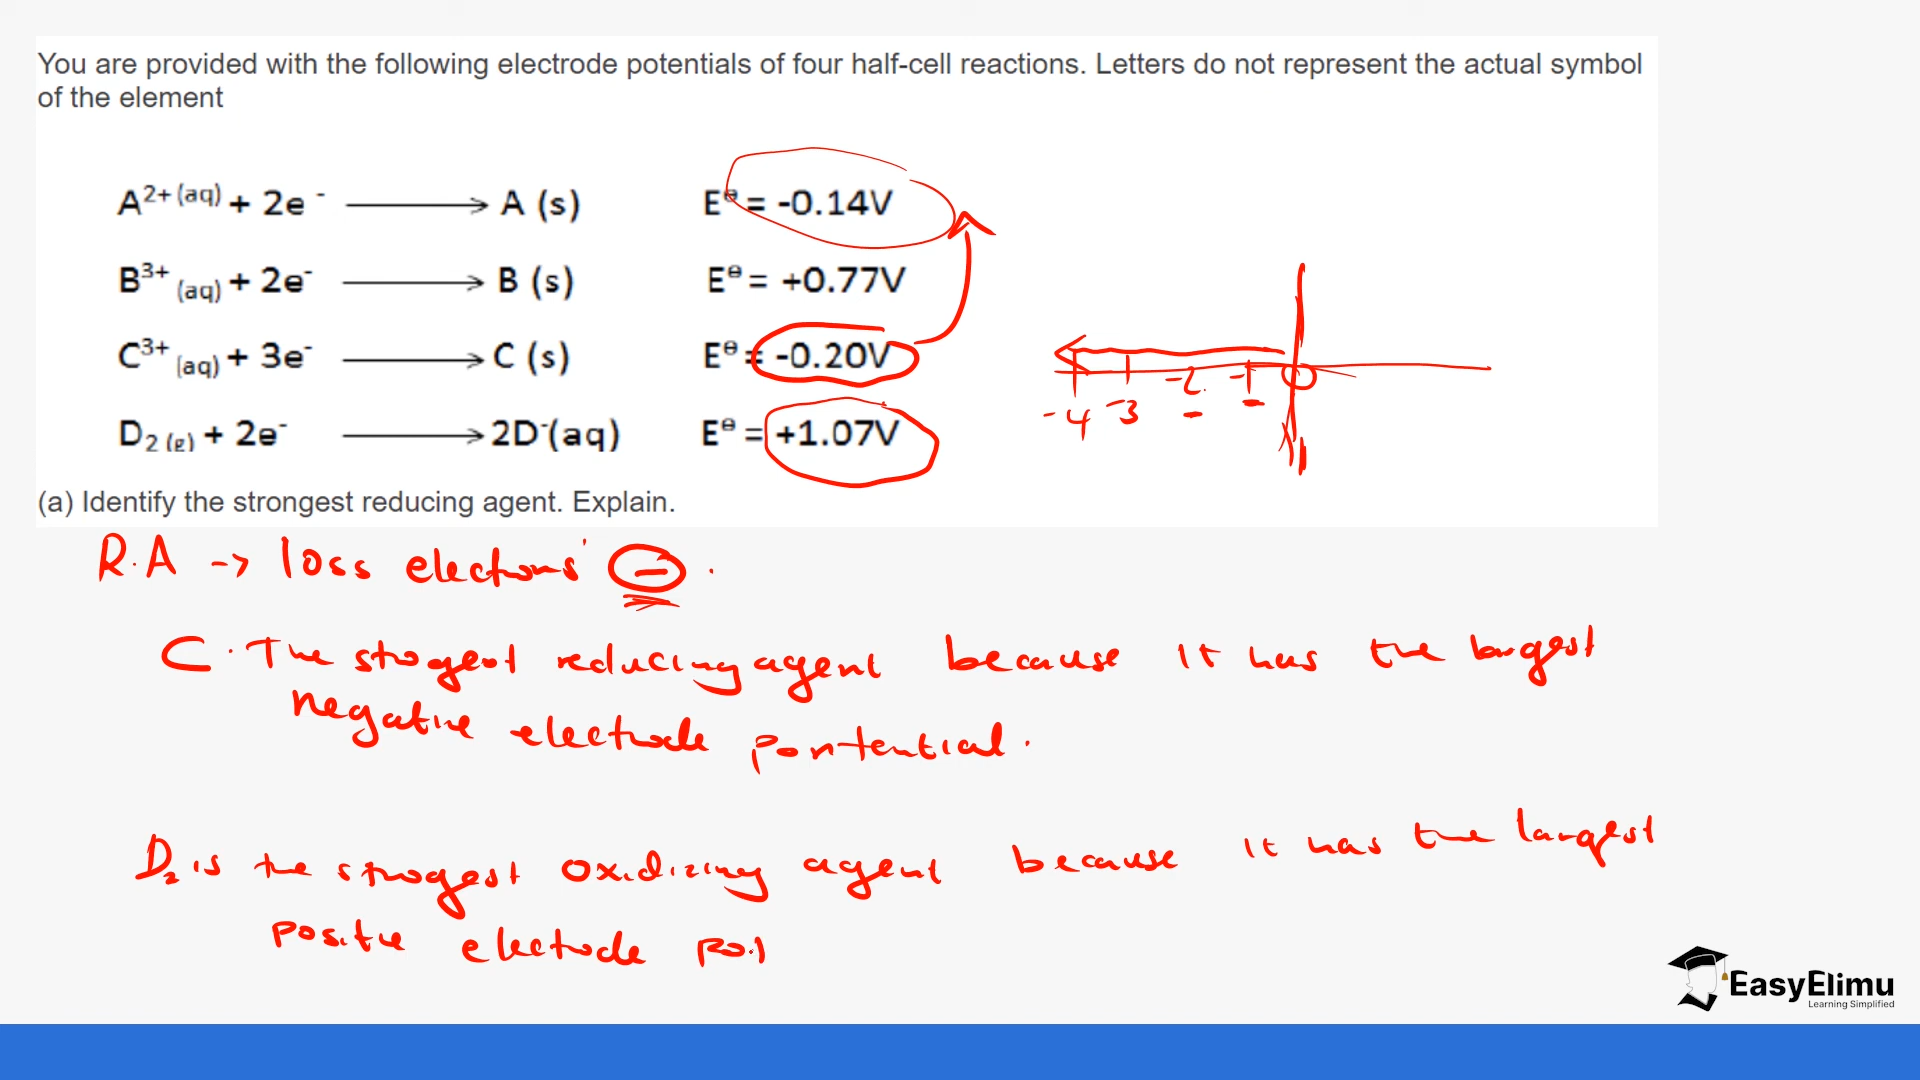 You are provided with the following electrode potentials of four half-cell reactions. Letters do not represent the actual symbol
of the element
A2+ (aq) + 2e - ⟶ A (s) Eᶱ = -0.14V
B3+ (aq) + 2e- ⟶ B (s) Eᶱ = +0.77V
C3+ (aq) + 3e- ⟶ C (s) Eᶱ = -0.20V
D2 (g) + 2e- ⟶ 2D-(aq) Eᶱ = +1.07V
-4 -3 -2 -1 0
(a) Identify the strongest reducing agent. Explain.
R.A -> loss electrons -
C. The strogest reducing agent because it has the largest
negative electrode pontential.
D2 is the strogest oxidizing agent because it has the largest
positive electrode
EasyElimu
Learning Simplified